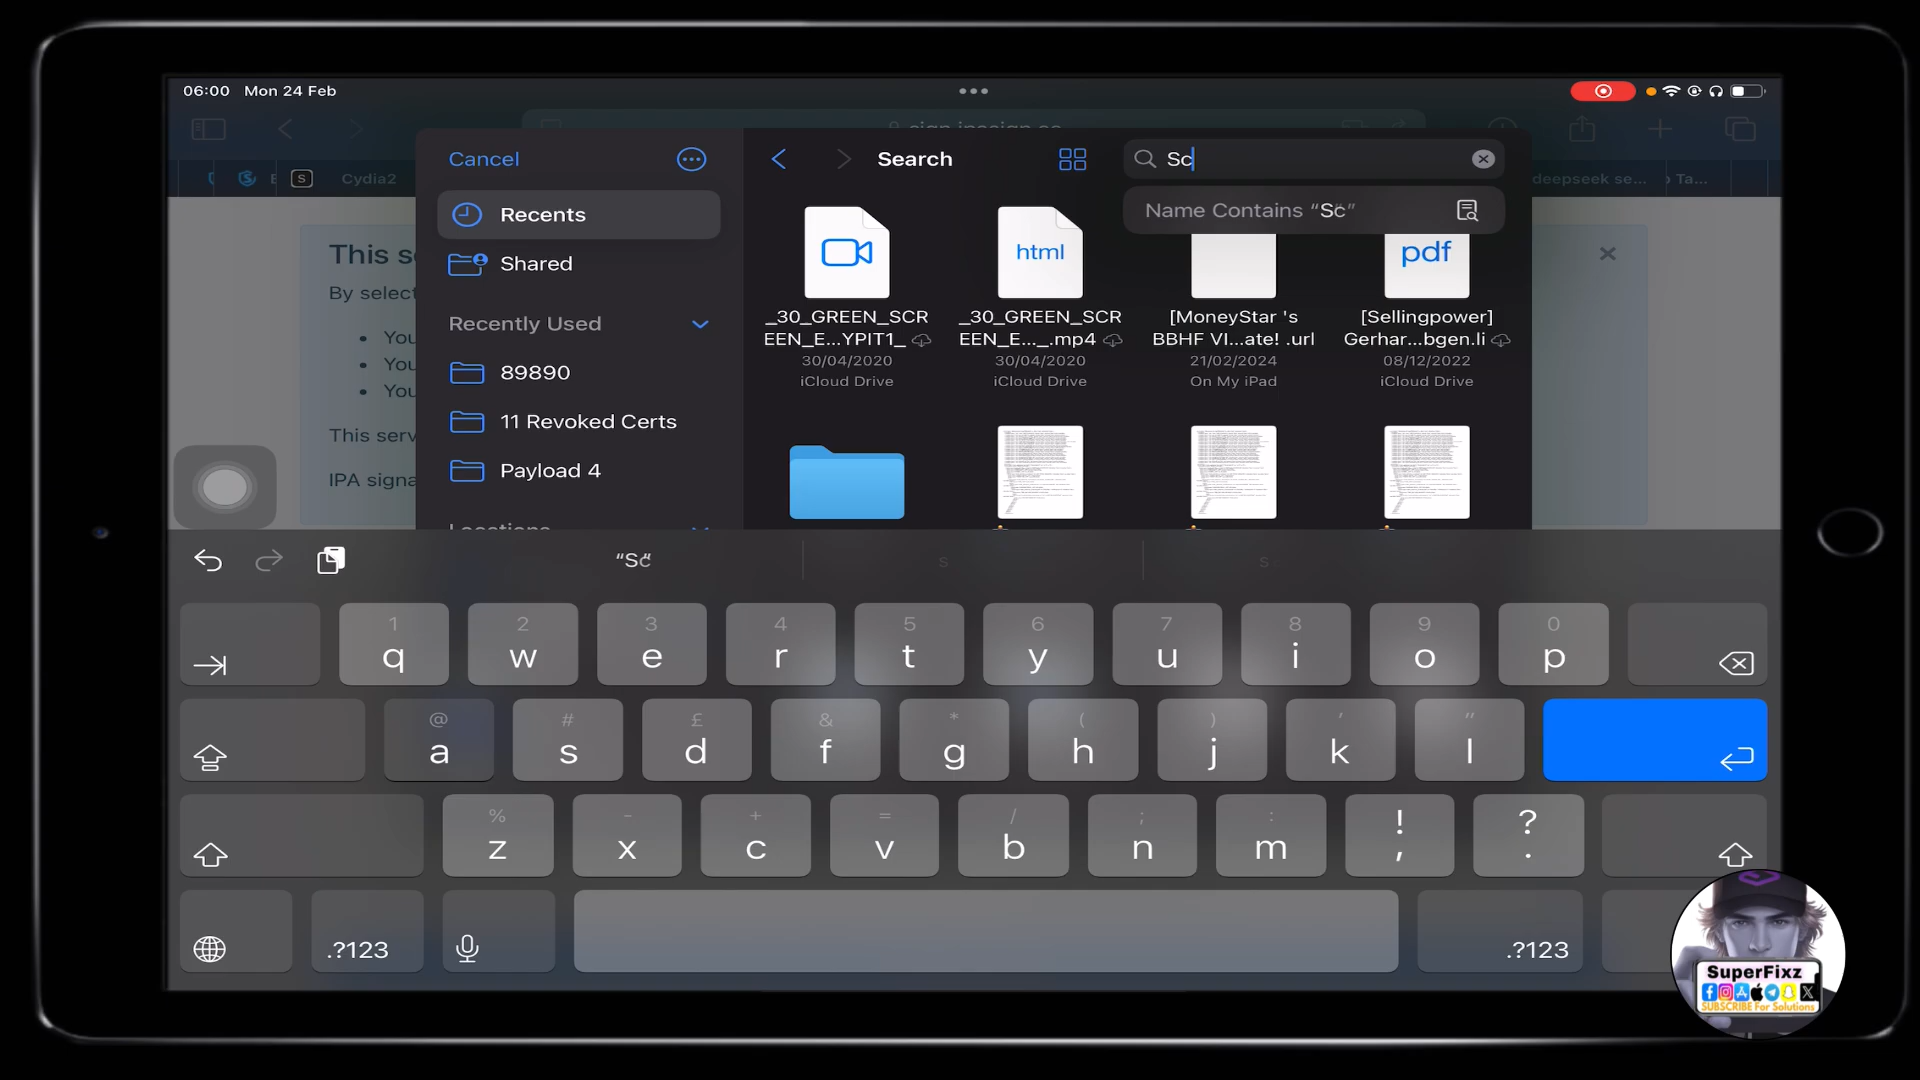 06:00 Mon 24 Feb
Cydia2
deepseek se...
Ta...
This s
By select
You
You
You
This serv
IPA signa
Cancel
Recents
Shared
Recently Used
89890
11 Revoked Certs
Payload 4
Search
Sc
Name Contains “Sc”
html
pdf
_30_GREEN_SCR
EEN_E...YPIT1_
30/04/2020
iCloud Drive
_30_GREEN_SCR
EEN_E..._.mp4
30/04/2020
iCloud Drive
[MoneyStar 's
BBHF VI...ate! .url
21/02/2024
On My iPad
[Sellingpower]
Gerhar...bgen.li
08/12/2022
iCloud Drive
“Sc“
s
s
1 2 3 4 5 6 7 8 9 0
q w e r t y u i o p
@ # £ & * ( ) ' "
a s d f g h j k l
% - + = / ; : ! ?
z x c v b n m , .
.?123 .?123
SuperFixz
SUBSCRIBE For Solutions